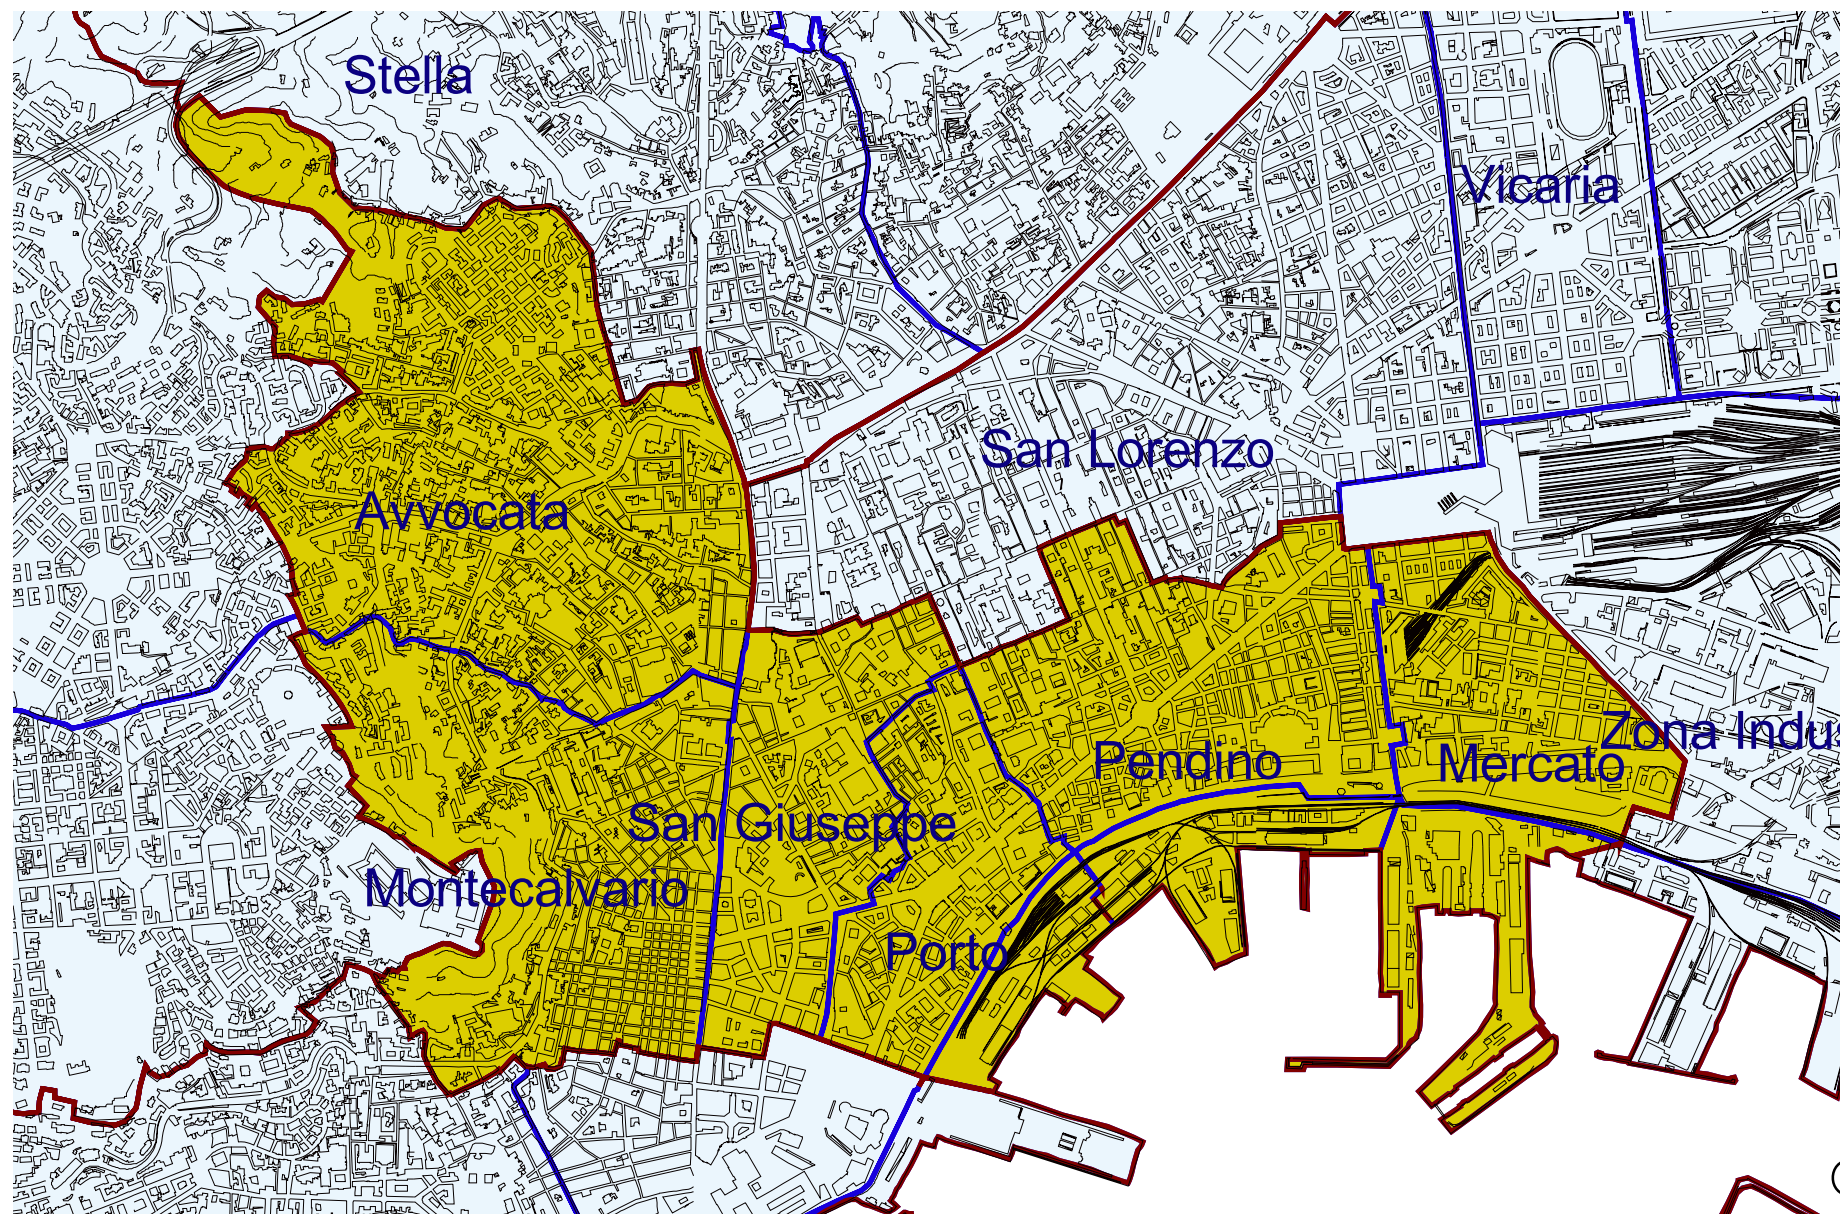 Stella
Vicaria
San Lorenzo
Avvocata
Zona Indus
Pendino
Mercato
San Giuseppe
Montecalvario
Porto